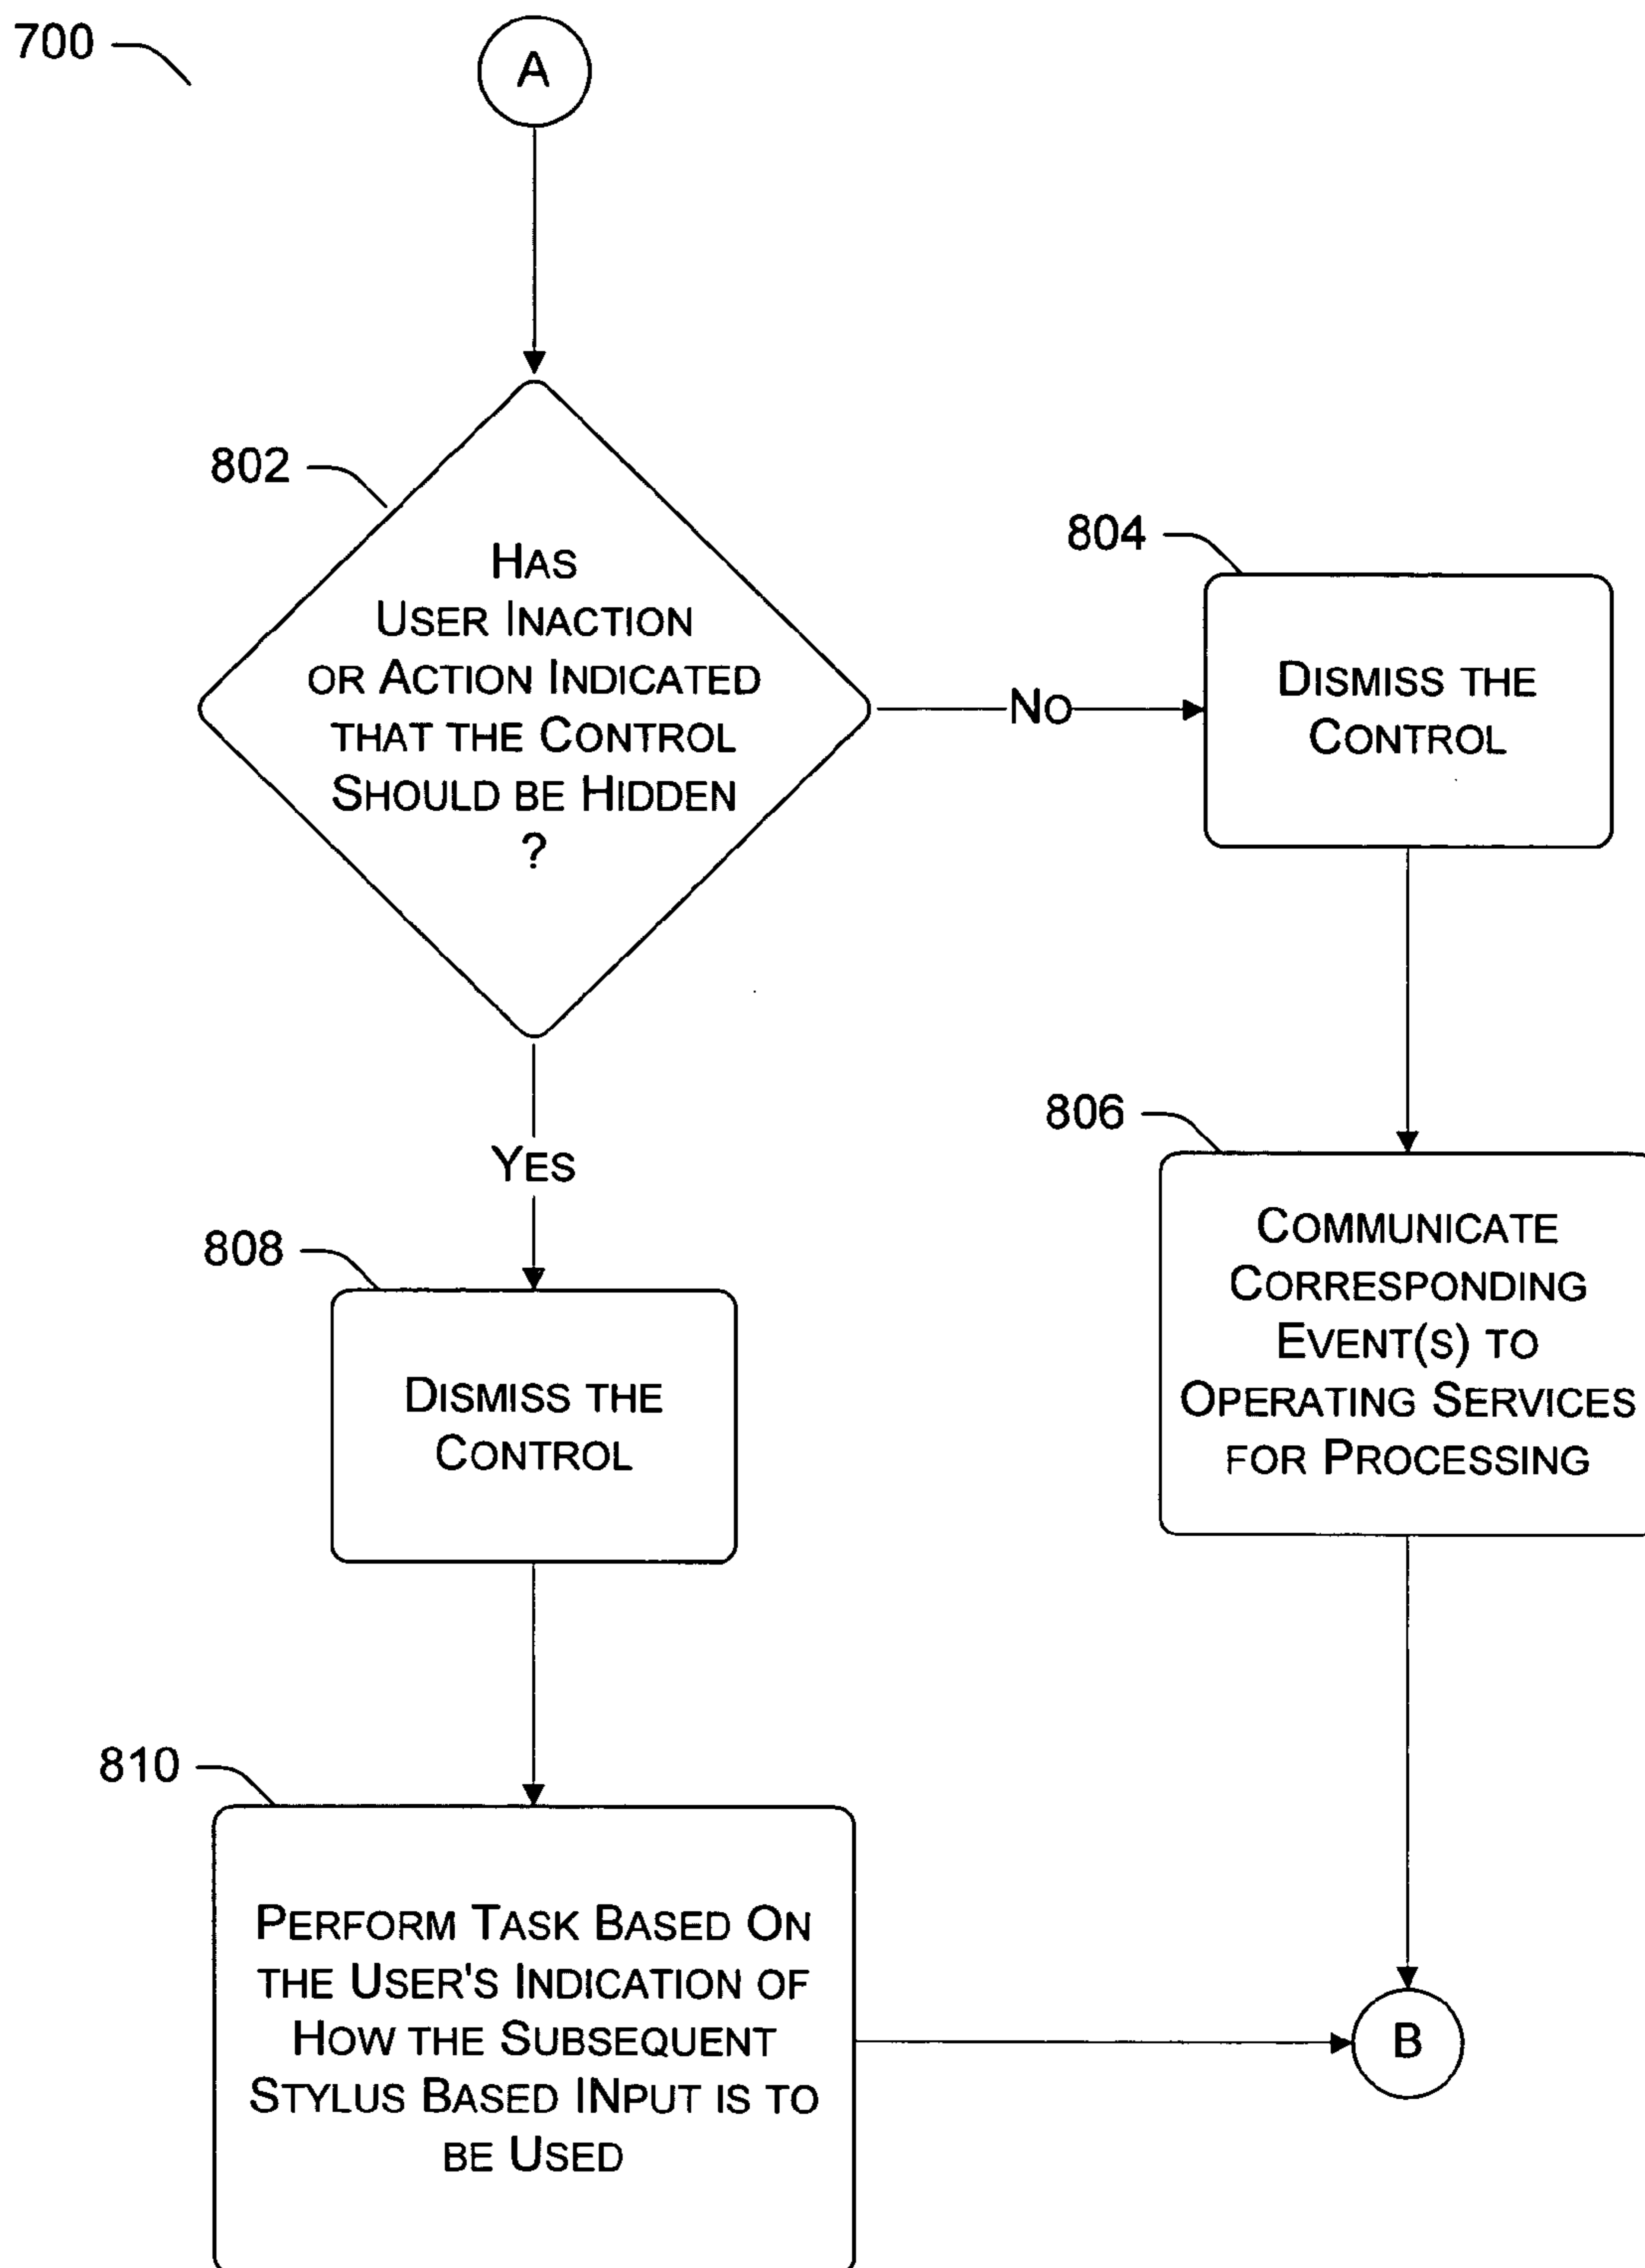 700
A
802
HAS
USER INACTION
OR ACTION INDICATED
THAT THE CONTROL
SHOULD BE HIDDEN
?
NO
804
DISMISS THE
CONTROL
806
COMMUNICATE
CORRESPONDING
EVENT(S) TO
OPERATING SERVICES
FOR PROCESSING
YES
808
DISMISS THE
CONTROL
810
PERFORM TASK BASED ON
THE USER'S INDICATION OF
HOW THE SUBSEQUENT
STYLUS BASED INPUT IS TO
BE USED
B